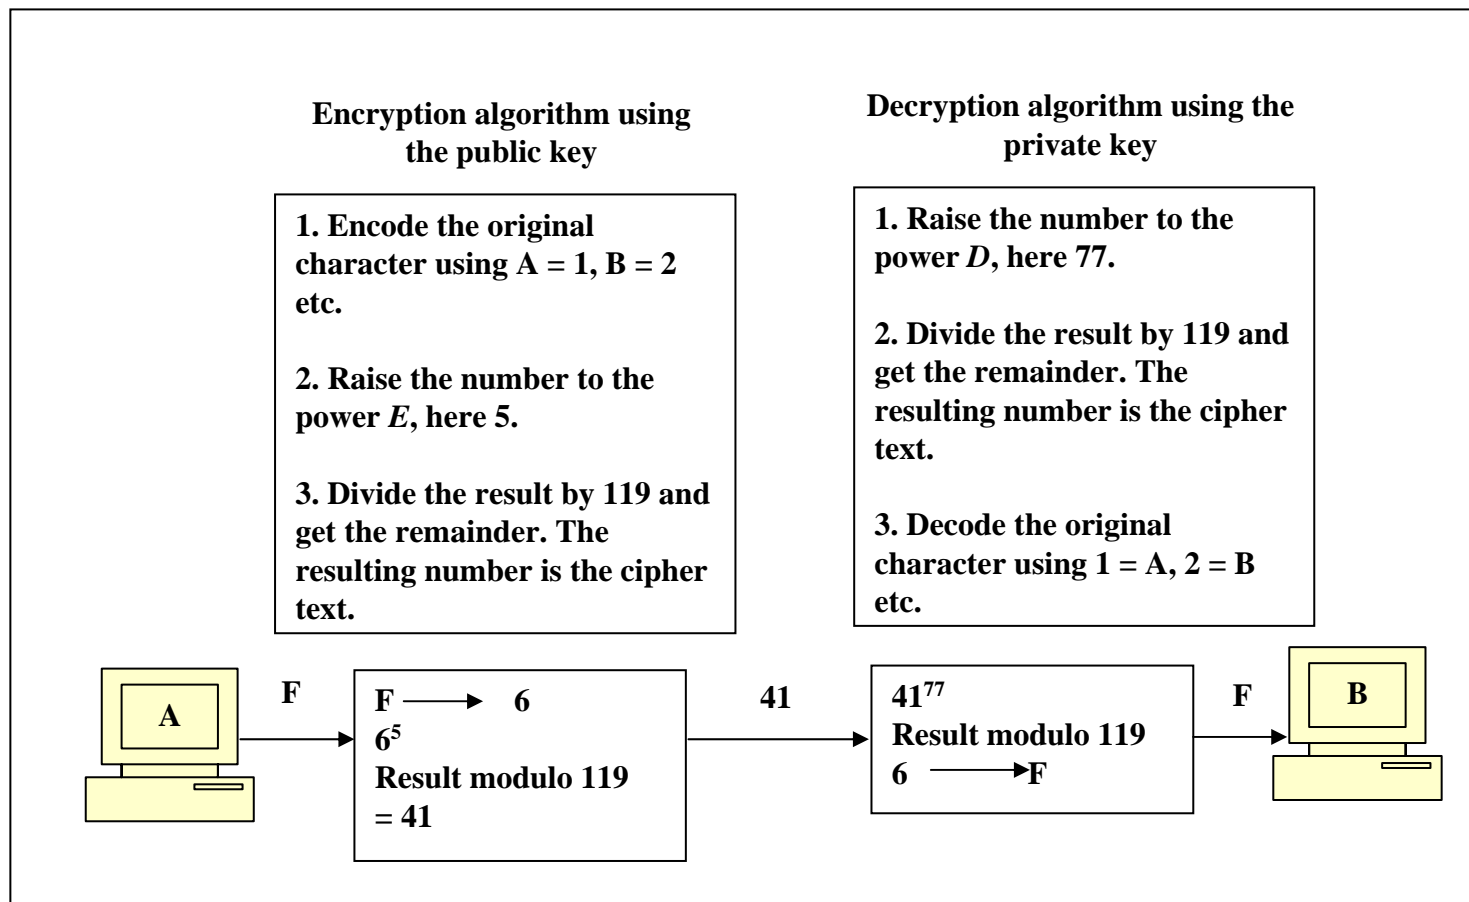 Encryption algorithm using
the public key
Decryption algorithm using the
private key
1. Encode the original
character using A = 1, B = 2
etc.
2. Raise the number to the
power E, here 5.
3. Divide the result by 119 and
get the remainder. The
resulting number is the cipher
text.
1. Raise the number to the
power D, here 77.
2. Divide the result by 119 and
get the remainder. The
resulting number is the cipher
text.
3. Decode the original
character using 1 = A, 2 = B
etc.
A
F
F → 6
6⁵
Result modulo 119
= 41
41
41⁷⁷
Result modulo 119
6 → F
F
B